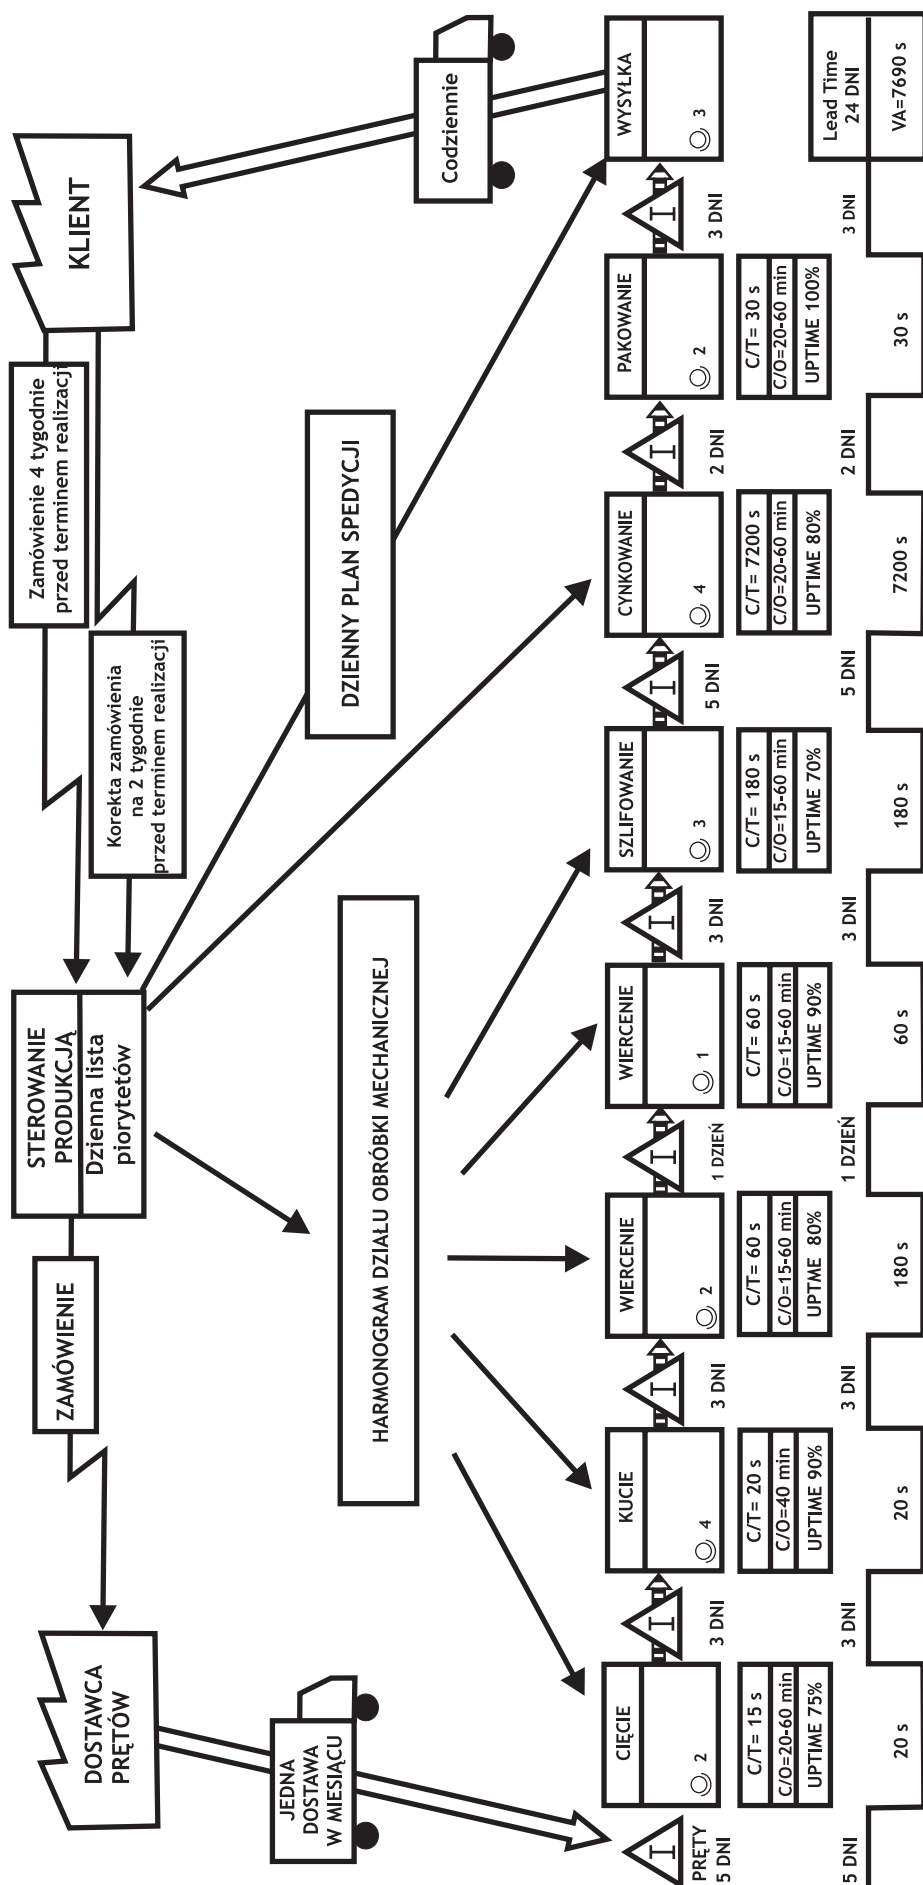 DOSTAWCA
PRĘTÓW
ZAMÓWIENIE
STEROWANIE
PRODUKCJĄ
Dzienna lista
piorytetów
Zamówienie 4 tygodnie
przed terminem realizacji
Korekta zamówienia
na 2 tygodnie
przed terminem realizacji
KLIENT
JEDNA
DOSTAWA
W MIESIĄCU
HARMONOGRAM DZIAŁU OBRÓBKI MECHANICZNEJ
DZIENNY PLAN SPEDYCJI
Codziennie
I
PRĘTY
5 DNI
CIĘCIE
2
C/T= 15 s
C/O=20-60 min
UPTIME 75%
I
3 DNI
KUCIE
4
C/T= 20 s
C/O=40 min
UPTIME 90%
I
3 DNI
WIERCENIE
2
C/T= 60 s
C/O=15-60 min
UPTME 80%
I
1 DZIEŃ
WIERCENIE
1
C/T= 60 s
C/O=15-60 min
UPTIME 90%
I
3 DNI
SZLIFOWANIE
3
C/T= 180 s
C/O=15-60 min
UPTIME 70%
I
5 DNI
CYNKOWANIE
4
C/T= 7200 s
C/O=20-60 min
UPTIME 80%
I
2 DNI
PAKOWANIE
2
C/T= 30 s
C/O=20-60 min
UPTIME 100%
I
3 DNI
WYSYŁKA
3
5 DNI
20 s
3 DNI
20 s
3 DNI
180 s
1 DZIEŃ
60 s
3 DNI
180 s
5 DNI
7200 s
2 DNI
30 s
3 DNI
Lead Time
24 DNI
VA=7690 s